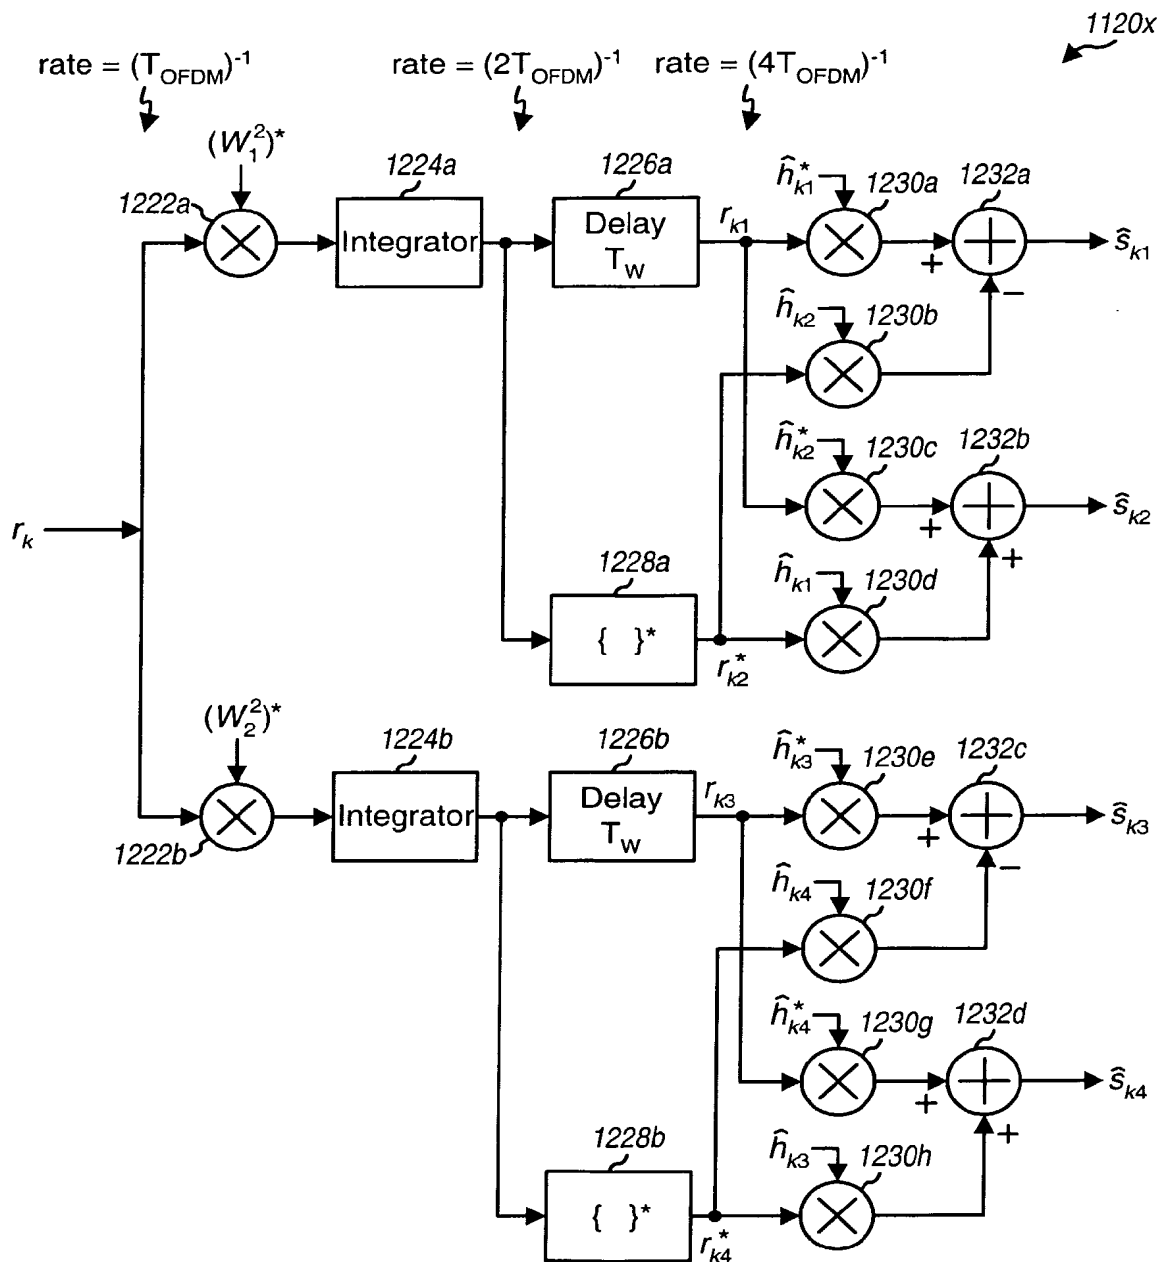 1120x
rate = (T_OFDM)^-1
rate = (2T_OFDM)^-1
rate = (4T_OFDM)^-1
(W_1^2)*
1222a
1224a
Integrator
1226a
Delay
T_W
r_k1
ĥ*_k1
1230a
1232a
+
−
ŝ_k1
ĥ_k2
1230b
ĥ*_k2
1230c
1232b
+
+
ŝ_k2
r_k
1228a
{ }*
r*_k2
ĥ_k1
1230d
(W_2^2)*
1222b
1224b
Integrator
1226b
Delay
T_W
r_k3
ĥ*_k3
1230e
1232c
+
−
ŝ_k3
ĥ_k4
1230f
ĥ*_k4
1230g
1232d
+
+
ŝ_k4
1228b
{ }*
r*_k4
ĥ_k3
1230h